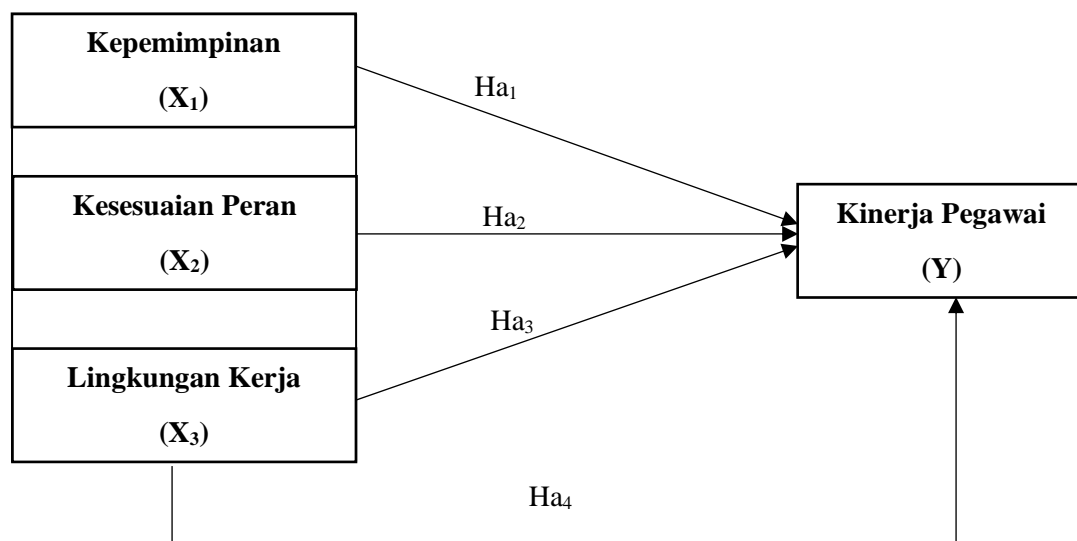 Kepemimpinan
(X₁)
Ha₁
Kesesuaian Peran
(X₂)
Ha₂
Kinerja Pegawai
(Y)
Ha₃
Lingkungan Kerja
(X₃)
Ha₄